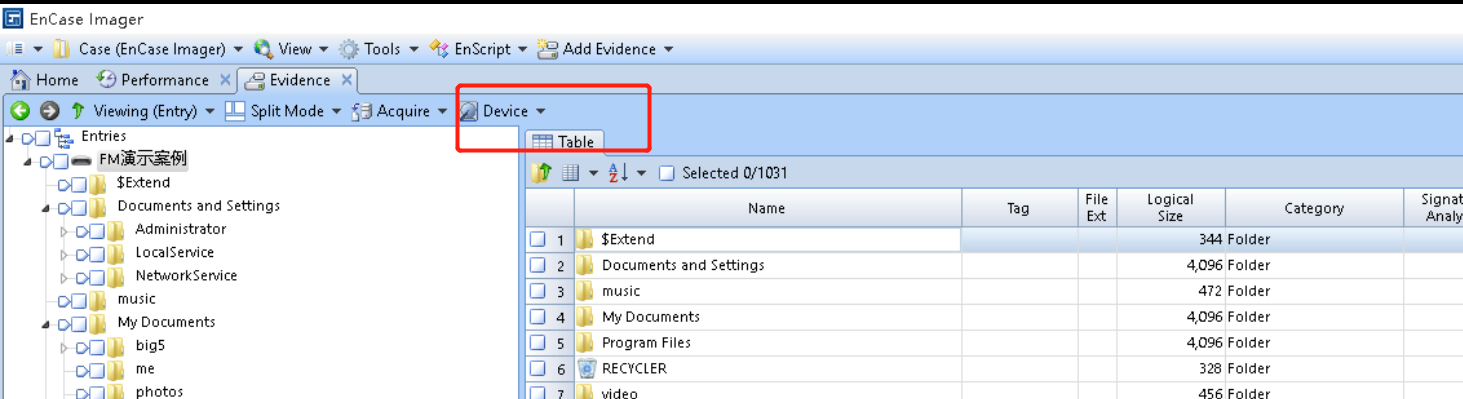 EnCase Imager
Case (EnCase Imager) View Tools EnScript Add Evidence
Home Performance Evidence
Viewing (Entry) Split Mode Acquire Device
Entries
FM演示案例
$Extend
Documents and Settings
Administrator
LocalService
NetworkService
music
My Documents
big5
me
photos
Table
Selected 0/1031
Name Tag File Ext Logical Size Category Signat Analy
1 $Extend 344 Folder
2 Documents and Settings 4,096 Folder
3 music 472 Folder
4 My Documents 4,096 Folder
5 Program Files 4,096 Folder
6 RECYCLER 328 Folder
7 video 456 Folder